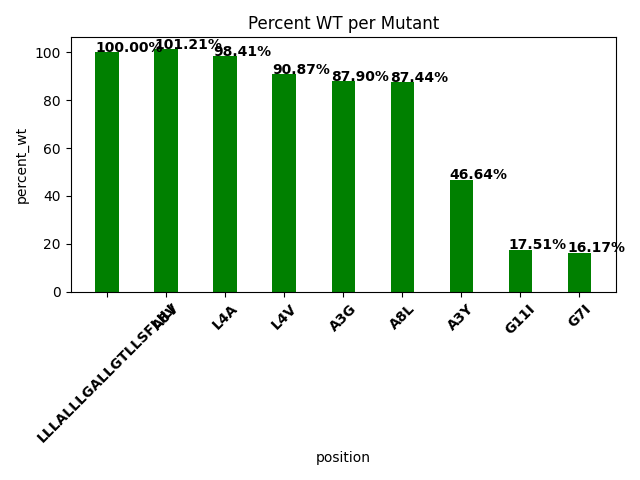 Percent WT per Mutant
100.00%
101.21%
98.41%
90.87%
87.90%
87.44%
46.64%
17.51%
16.17%
percent_wt
100
80
60
40
20
0
L4A
L4V
A3G
A8L
A3Y
G11I
G7I
position